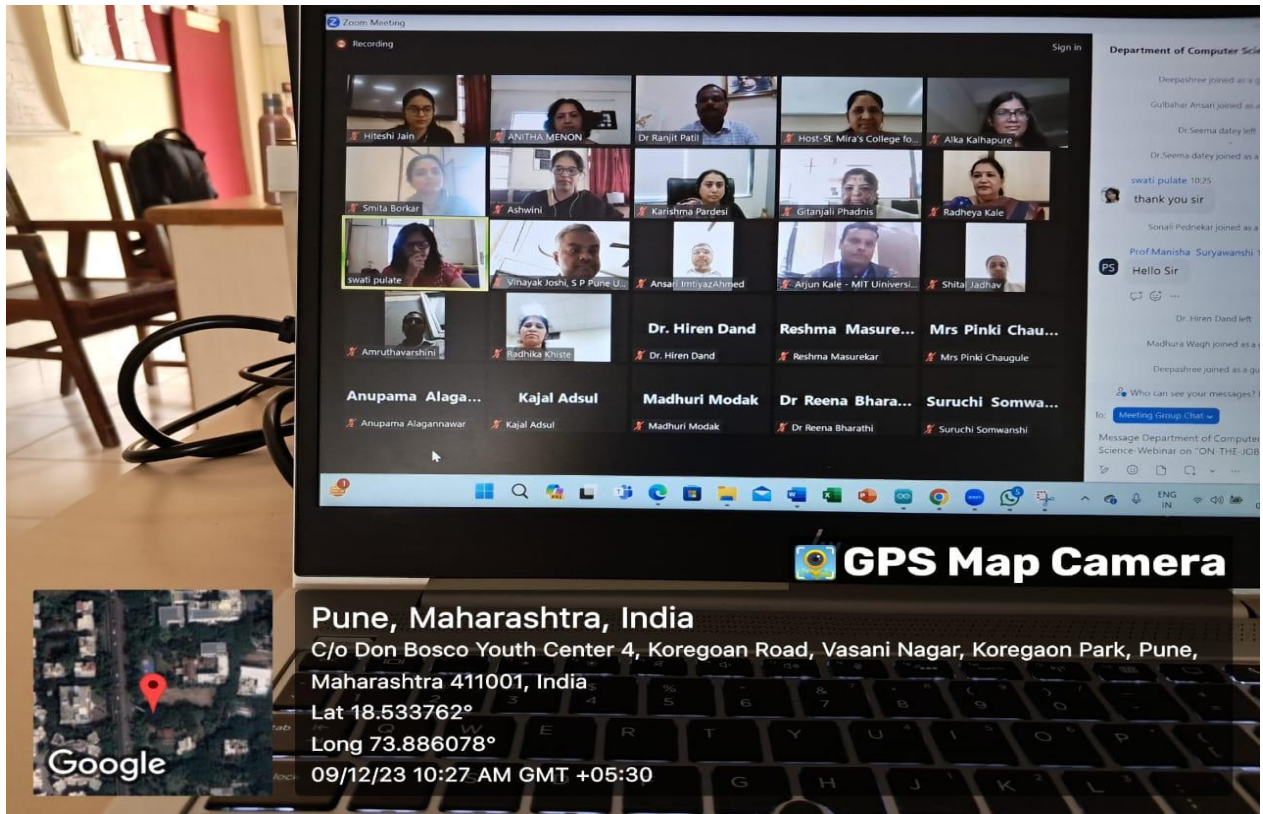 Zoom Meeting
Recording
Sign in
Hiteshi Jain
ANITHA MENON
Dr Ranjit Patil
Host-St. Mira's College fo...
Alka Kalhapure
Smita Borkar
Ashwini
Karishma Pardesi
Gitanjali Phadnis
Radheya Kale
swati pulate
Vinayak Joshi, S P Pune U...
Ansari ImtiyazAhmed
Arjun Kale - MIT Uiniversi...
Shital Jadhav
Amruthavarshini
Radhika Khiste
Dr. Hiren Dand
Dr. Hiren Dand
Reshma Masure...
Reshma Masurekar
Mrs Pinki Chau...
Mrs Pinki Chaugule
Anupama Alaga...
Anupama Alagannawar
Kajal Adsul
Kajal Adsul
Madhuri Modak
Madhuri Modak
Dr Reena Bhara...
Dr Reena Bharathi
Suruchi Somwa...
Suruchi Somwanshi
Department of Computer Scie
Deepashree joined as a g
Gulbahar Ansari joined as a
Dr.Seema datey left
Dr.Seema datey joined as a
swati pulate 10:25
thank you sir
Sonali Pednekar joined as a
Prof.Manisha Suryawanshi 1
PS
Hello Sir
Dr. Hiren Dand left
Madhura Wagh joined as a
Deepashree joined as a gu
Who can see your messages?
To: Meeting Group Chat
Message Department of Computer
Science-Webinar on "ON-THE-JOB
ENG
IN
GPS Map Camera
Pune, Maharashtra, India
C/o Don Bosco Youth Center 4, Koregoan Road, Vasani Nagar, Koregaon Park, Pune,
Maharashtra 411001, India
Lat 18.533762°
Long 73.886078°
09/12/23 10:27 AM GMT +05:30
Google